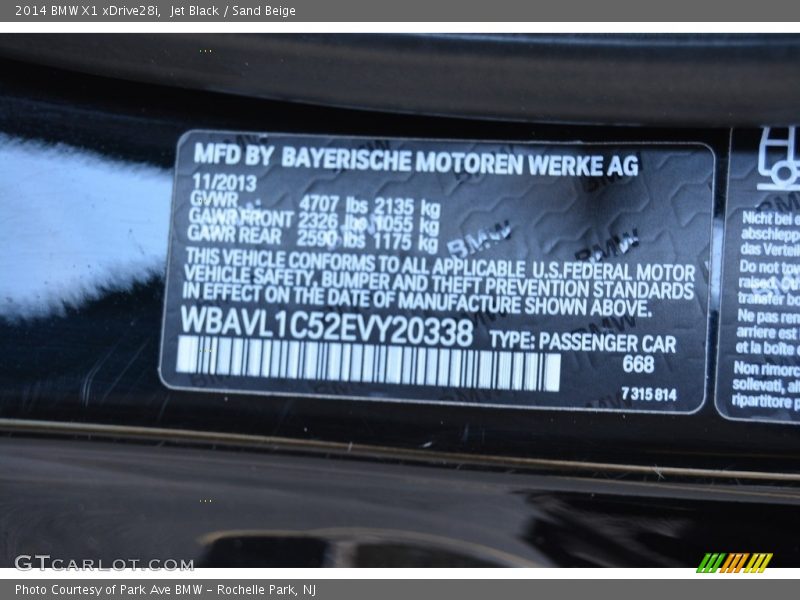 2014 BMW X1 xDrive28i,  Jet Black / Sand Beige
MFD BY BAYERISCHE MOTOREN WERKE AG
11/2013
GVWR 4707 lbs 2135 kg
GAWR FRONT 2326 lbs 1055 kg
GAWR REAR 2590 lbs 1175 kg
THIS VEHICLE CONFORMS TO ALL APPLICABLE U.S.FEDERAL MOTOR
VEHICLE SAFETY, BUMPER AND THEFT PREVENTION STANDARDS
IN EFFECT ON THE DATE OF MANUFACTURE SHOWN ABOVE.
WBAVL1C52EVY20338 TYPE: PASSENGER CAR
668
7 315 814
Nicht bei
abschlepp
das Verteil
Do not tow
raised.
transfer
Ne pas rem
arriere est
et la boîte
Non rimorc
sollevati,
ripartitore
GTCARLOT.COM
Photo Courtesy of Park Ave BMW - Rochelle Park, NJ